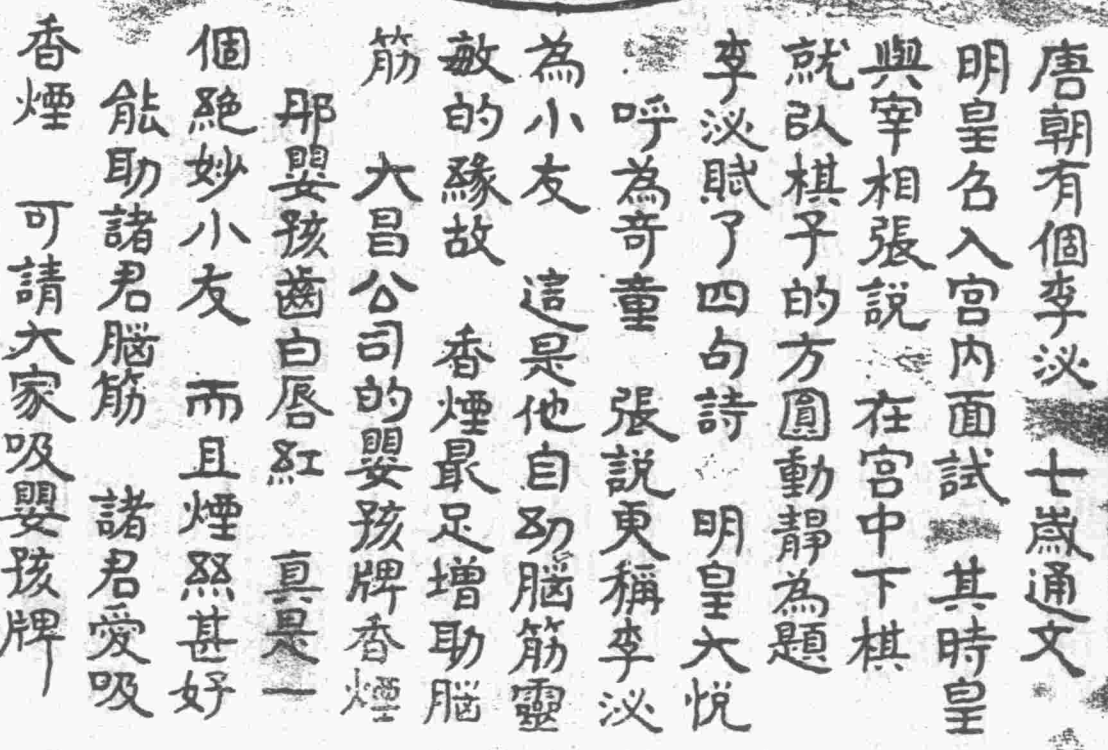 唐朝有個李泌 七歲通文
明皇名入宮內面試 其時皇
與宰相張説 在宮中下棋
就以棋子的方圓動靜為題
李泌賦了四句詩 明皇大悅
呼為奇童 張説更稱李泌
為小友 這是他自幼腦筋靈
敏的緣故 香煙最足增助腦
筋 大昌公司的嬰孩牌香煙
那嬰孩齒白唇紅 真是一
個絕妙小友 而且煙絲甚好
能助諸君腦筋 諸君愛吸
香煙 可請大家吸嬰孩牌